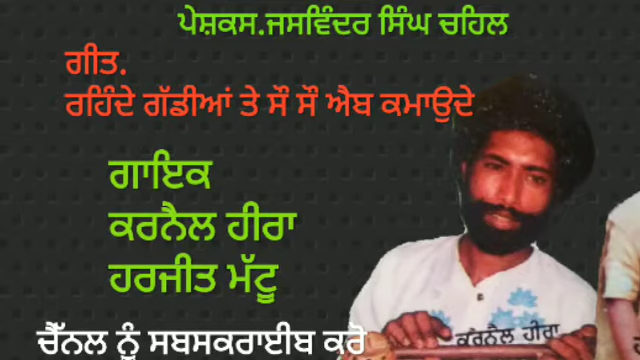 ਪੇਸ਼ਕਸ.ਜਸਵਿੰਦਰ ਸਿੰਘ ਚਹਿਲ
ਗੀਤ.
ਰਹਿੰਦੇ ਗੱਡੀਆਂ ਤੇ ਸੌ ਸੌ ਐਬ ਕਮਾਉਦੇ
ਗਾਇਕ
ਕਰਨੈਲ ਹੀਰਾ
ਹਰਜੀਤ ਮੱਟੂ
ਚੈੱਨਲ ਨੂੰ ਸਬਸਕਰਾਈਬ ਕਰੋ
ਕਰਨੈਲ ਹੀਰਾ